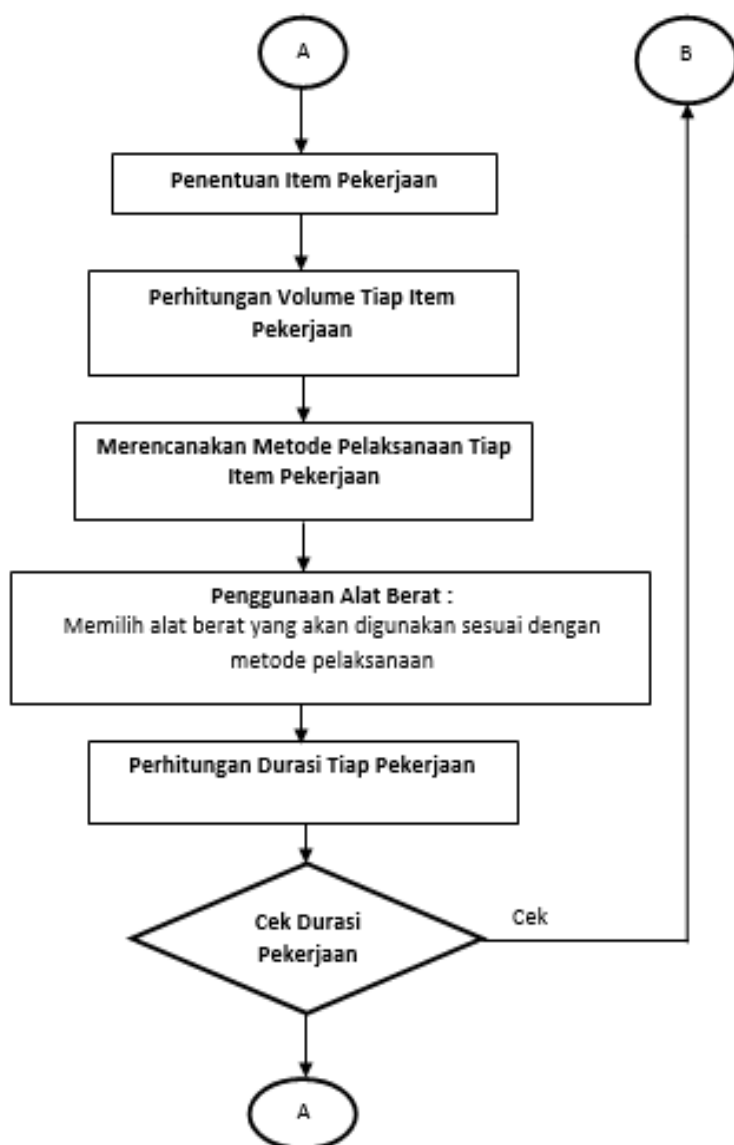 A
B
Penentuan Item Pekerjaan
Perhitungan Volume Tiap Item
Pekerjaan
Merencanakan Metode Pelaksanaan Tiap
Item Pekerjaan
Penggunaan Alat Berat :
Memilih alat berat yang akan digunakan sesuai dengan
metode pelaksanaan
Perhitungan Durasi Tiap Pekerjaan
Cek Durasi
Pekerjaan
Cek
A